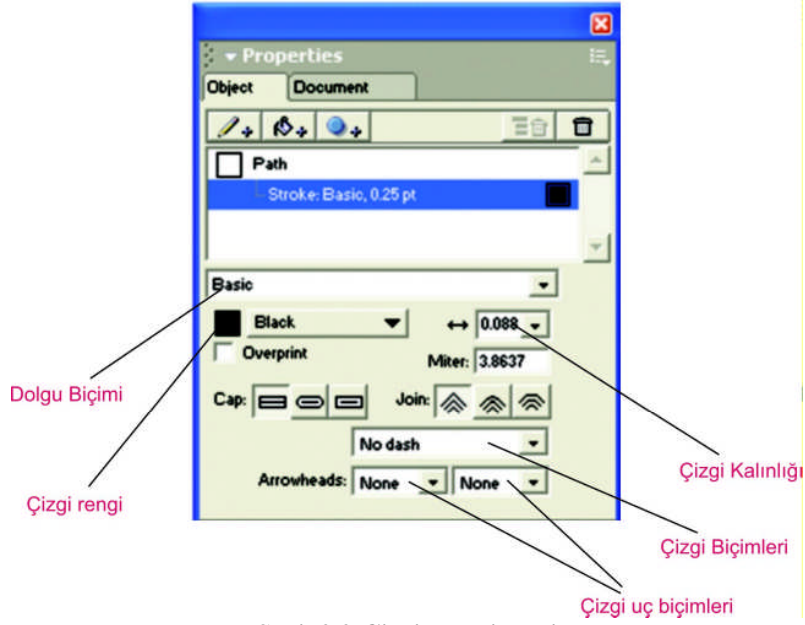 Properties
Object Document
Path
Stroke: Basic, 0.25 pt
Basic
Black 0.088
Overprint Miter: 3.8637
Dolgu Biçimi
Cap: Join:
No dash
Çizgi Kalınlığı
Arrowheads: None None
Çizgi rengi
Çizgi Biçimleri
Çizgi uç biçimleri